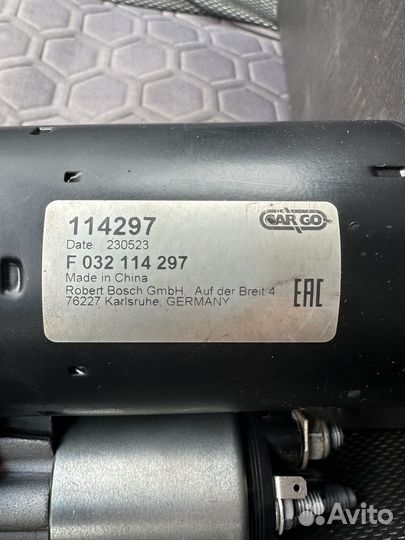 114297
Date: 230523
F 032 114 297
Made in China
Robert Bosch GmbH, Auf der Breit 4
76227 Karlsruhe, GERMANY
CARGO
EAC
Avito